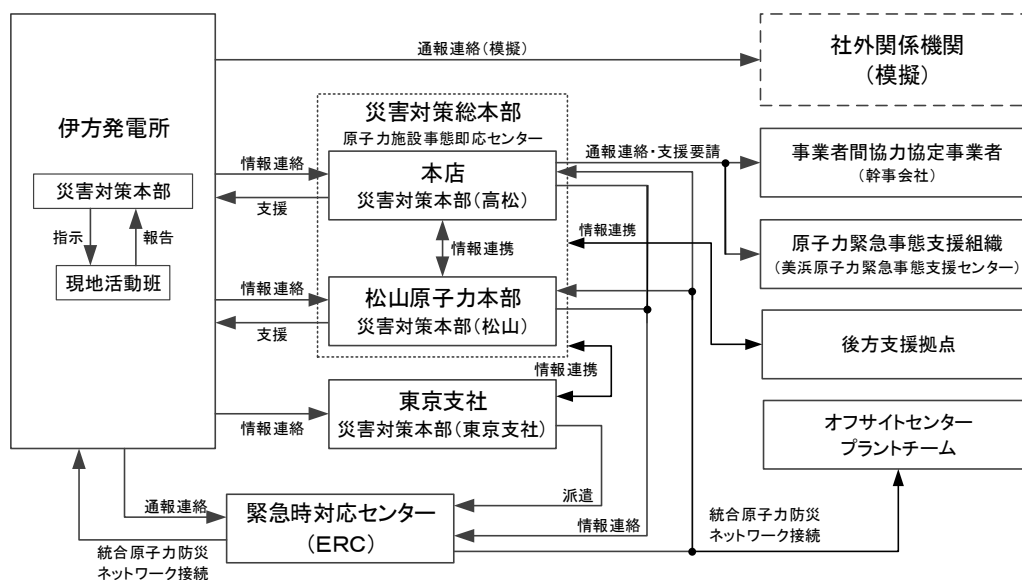 通報連絡(模擬)
社外関係機関
(模擬)
伊方発電所
災害対策本部
指示
報告
現地活動班
災害対策総本部
原子力施設事態即応センター
情報連絡
本店
災害対策本部(高松)
支援
通報連絡・支援要請
事業者間協力協定事業者
(幹事会社)
情報連携
情報連携
原子力緊急事態支援組織
(美浜原子力緊急事態支援センター)
情報連絡
松山原子力本部
災害対策本部(松山)
支援
後方支援拠点
情報連携
情報連絡
東京支社
災害対策本部(東京支社)
オフサイトセンター
プラントチーム
派遣
通報連絡
緊急時対応センター
(ERC)
情報連絡
統合原子力防災
ネットワーク接続
統合原子力防災
ネットワーク接続